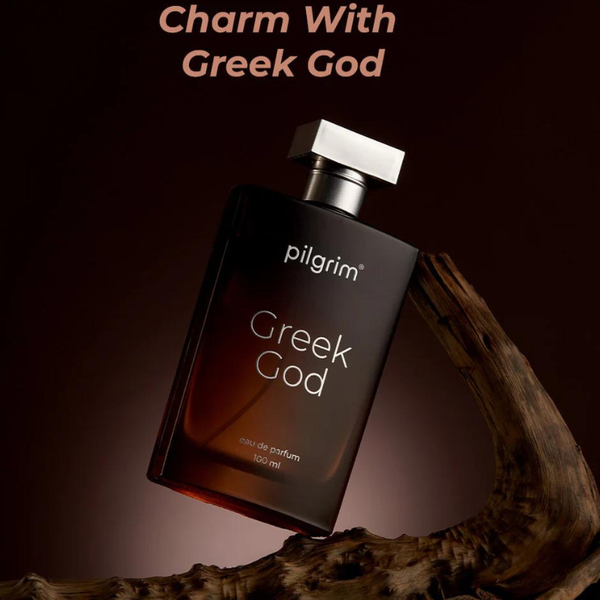 Charm With
Greek God
pilgrim®
Greek
God
eau de parfum
100 ml